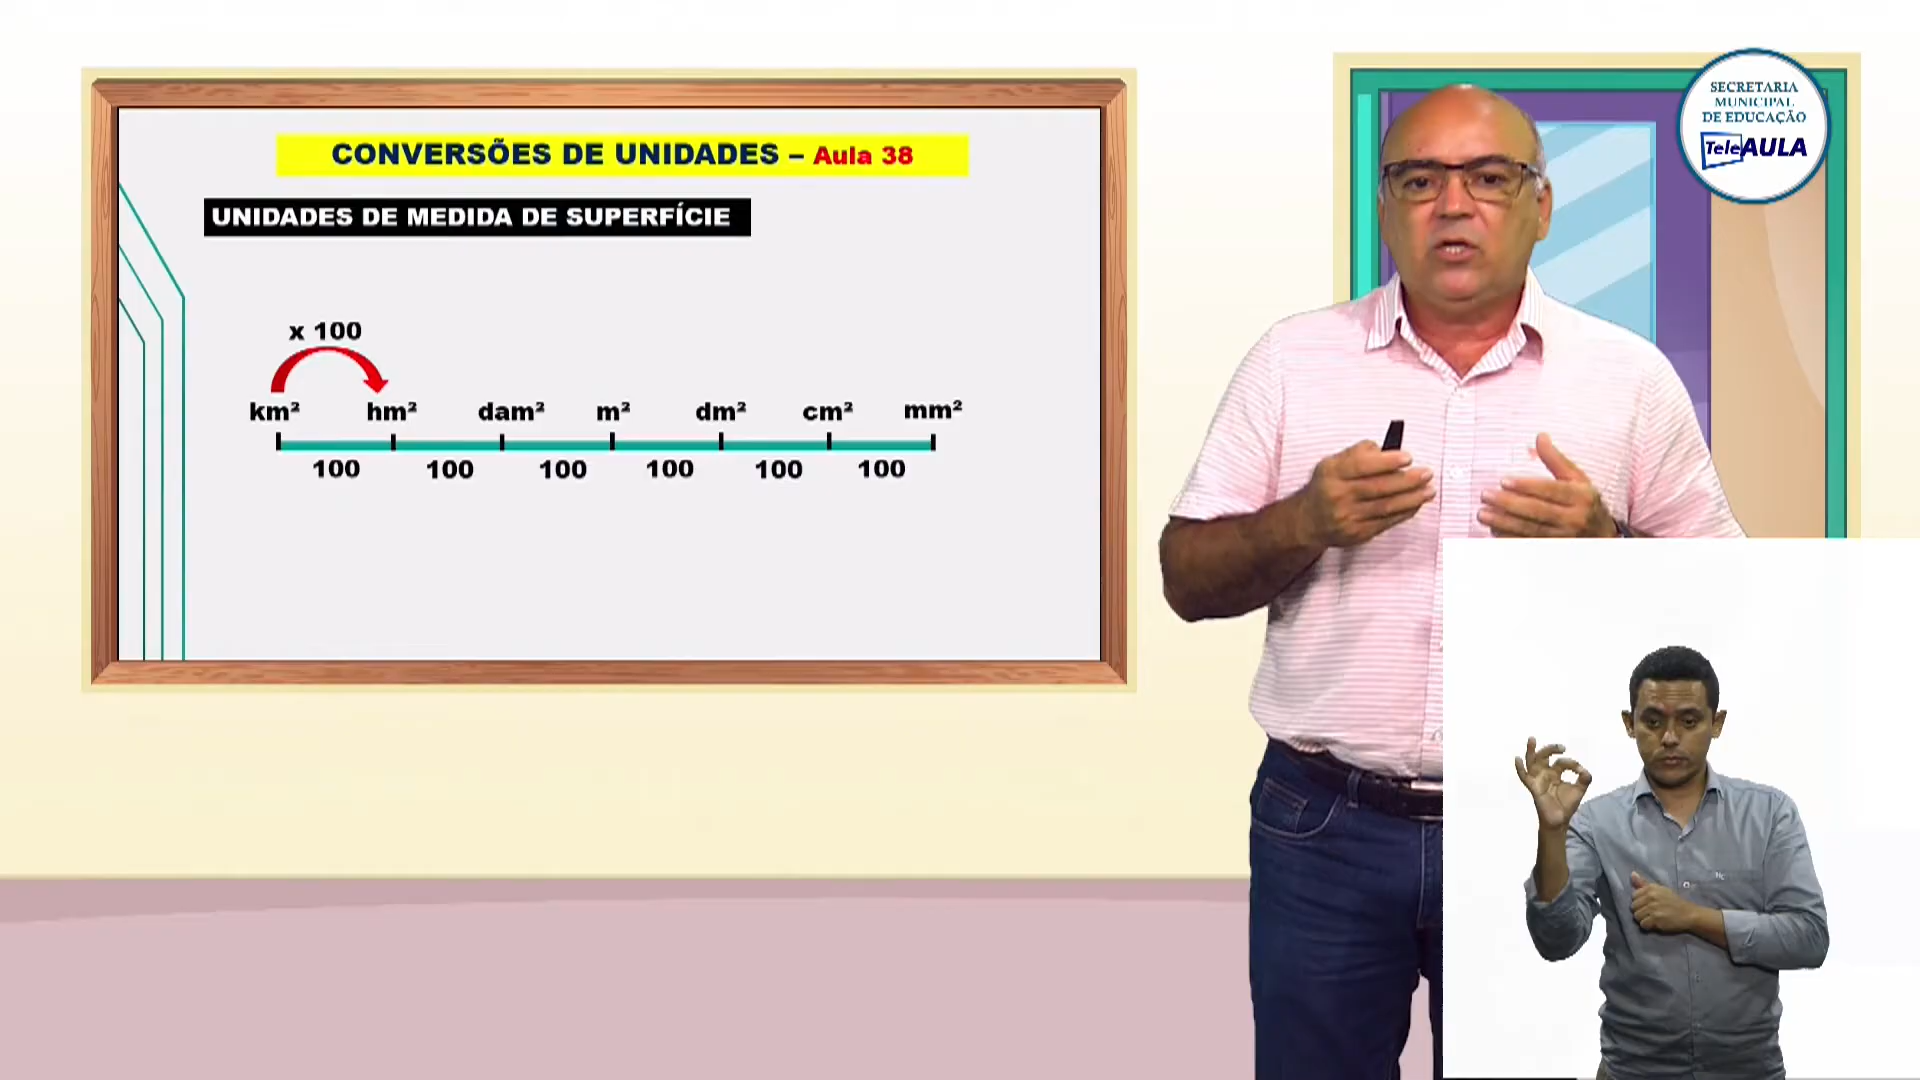 CONVERSÕES DE UNIDADES – Aula 38
UNIDADES DE MEDIDA DE SUPERFÍCIE
x 100
km² hm² dam² m² dm² cm² mm²
100 100 100 100 100 100
SECRETARIA
MUNICIPAL
DE EDUCAÇÃO
TeleAULA